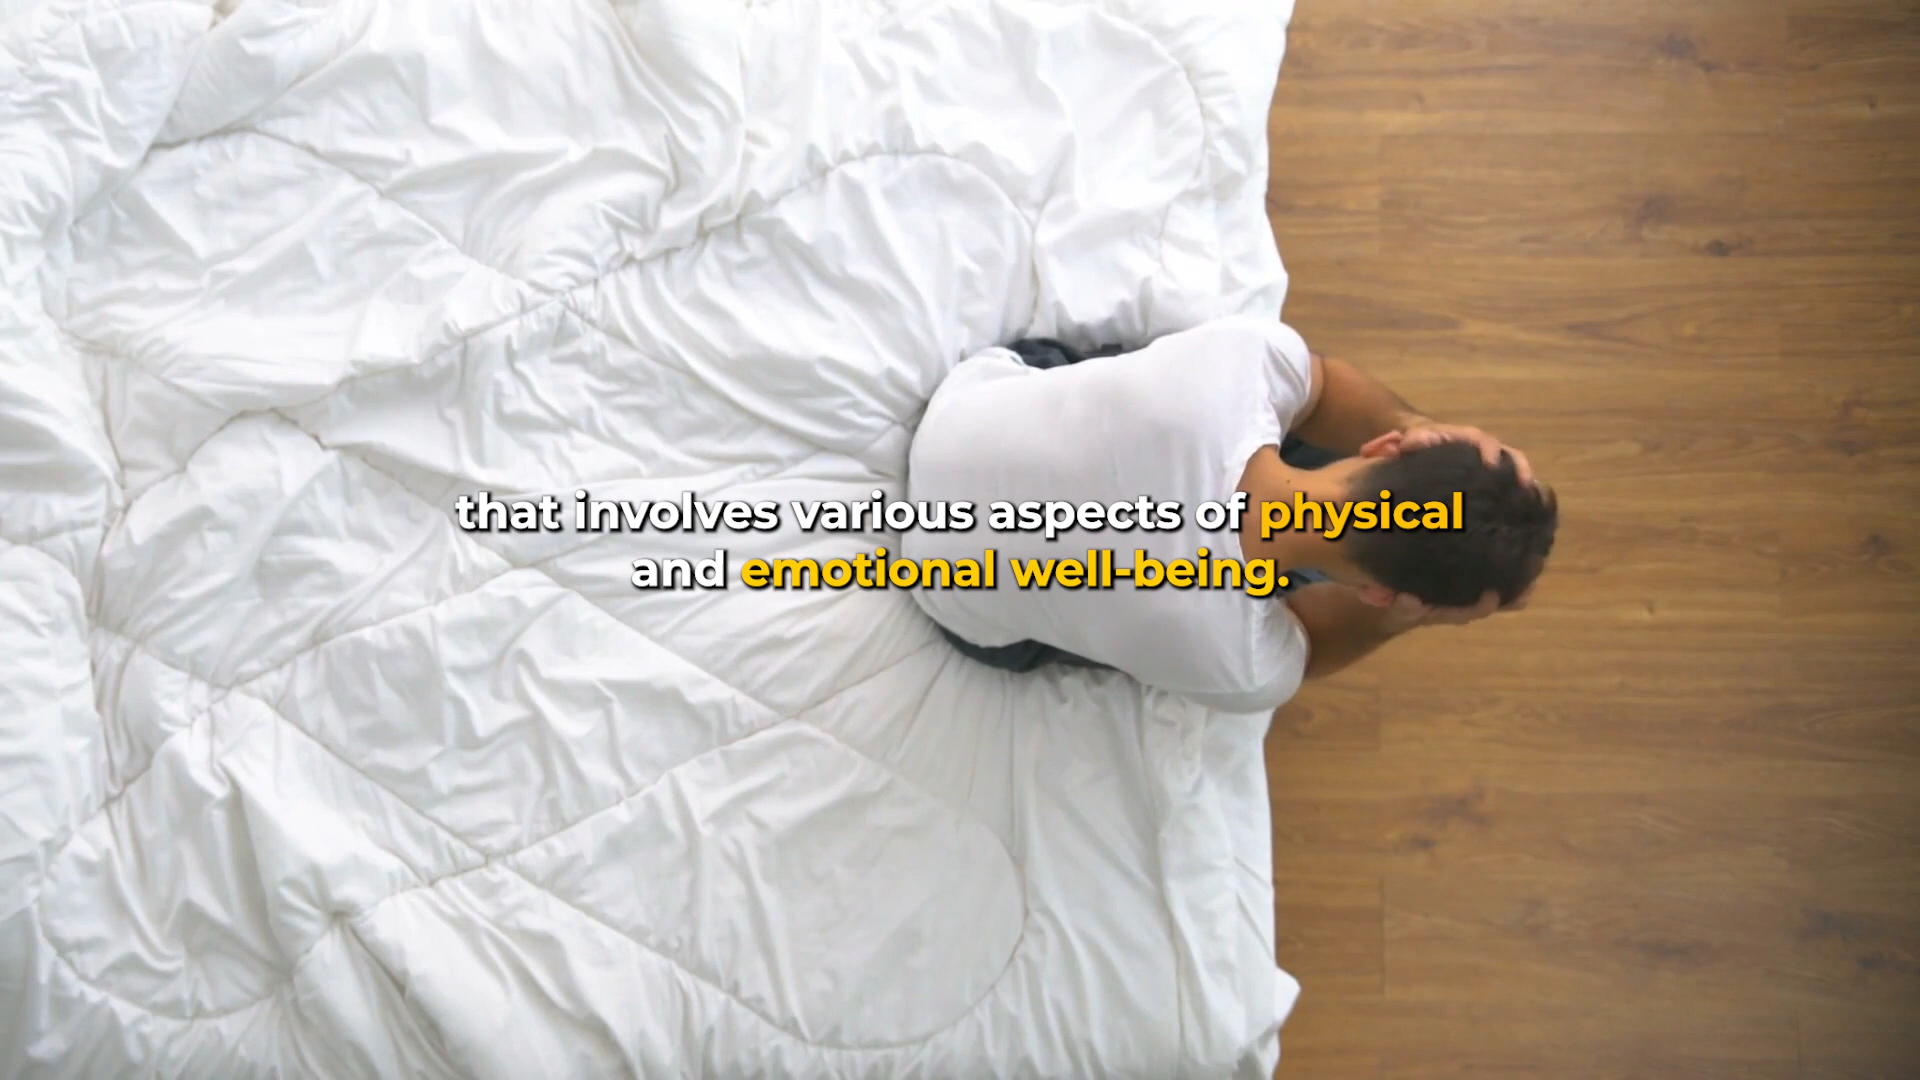 that involves various aspects of physical
and emotional well-being.